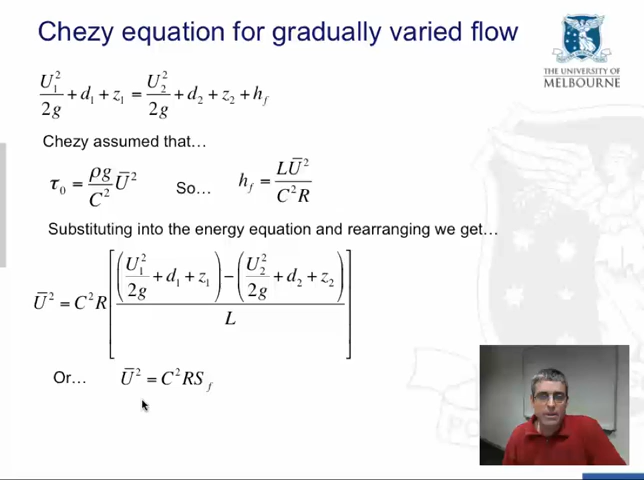 Chezy equation for gradually varied flow
THE UNIVERSITY OF
MELBOURNE
U₁²/2g + d₁ + z₁ = U₂²/2g + d₂ + z₂ + h_f
Chezy assumed that…
τ₀ = ρg/C² Ū² So… h_f = LŪ²/C²R
Substituting into the energy equation and rearranging we get…
Ū² = C²R[((U₁²/2g + d₁ + z₁) − (U₂²/2g + d₂ + z₂))/L]
Or… Ū² = C²RS_f